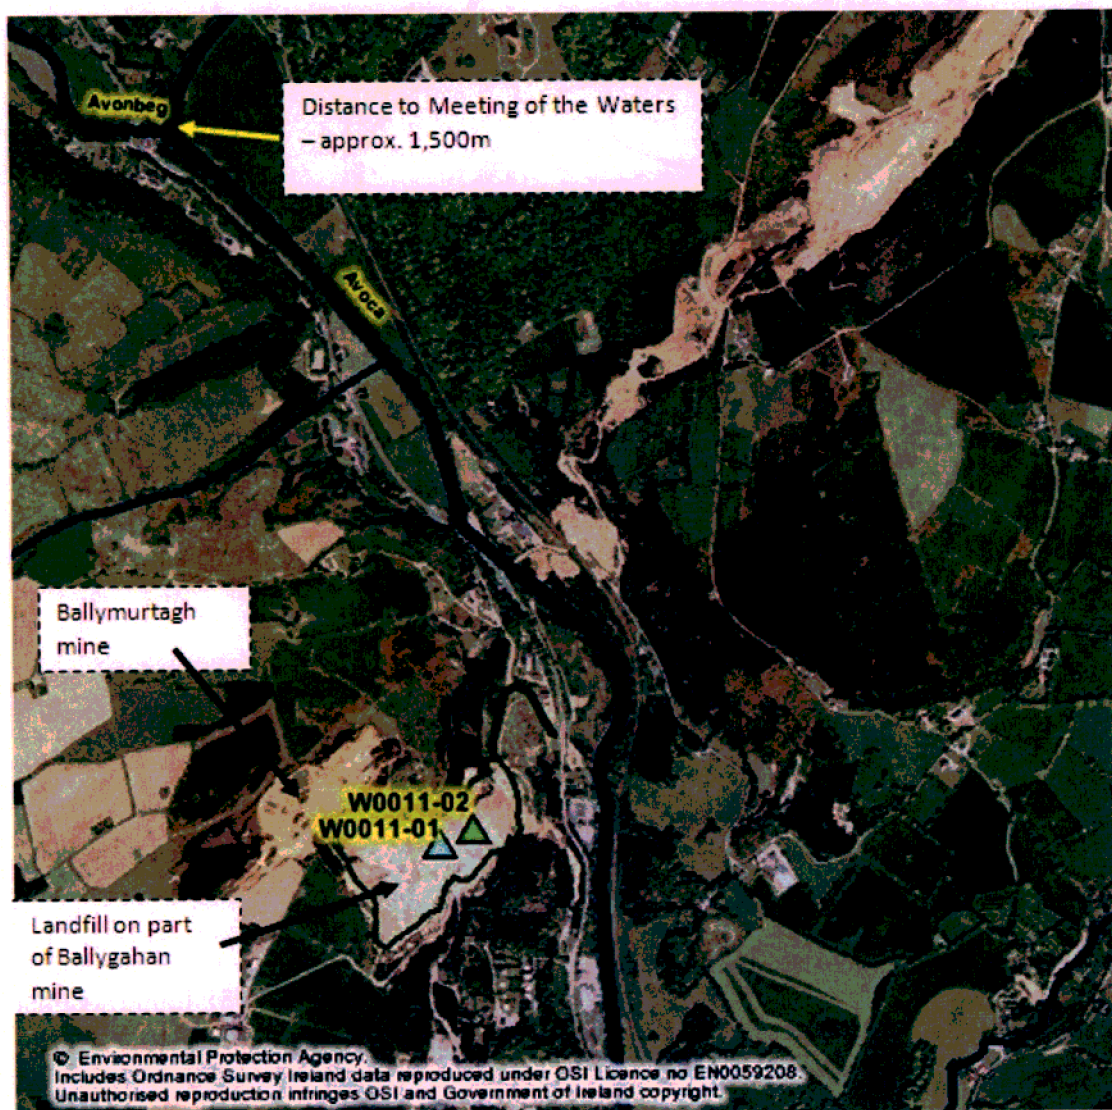 Avonbeg
Distance to Meeting of the Waters
– approx. 1,500m
Avoca
Ballymurtagh
mine
W0011-02
W0011-01
Landfill on part
of Ballygahan
mine
© Environmental Protection Agency.
Includes Ordnance Survey Ireland data reproduced under OSI Licence no EN0059208.
Unauthorised reproduction infringes OSI and Government of Ireland copyright.